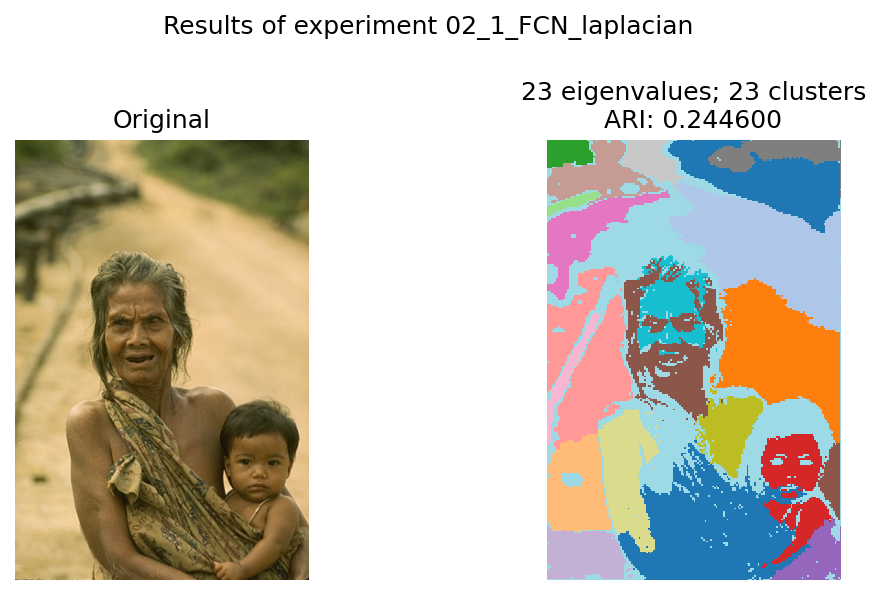 Results of experiment 02_1_FCN_laplacian
Original
23 eigenvalues; 23 clusters
ARI: 0.244600